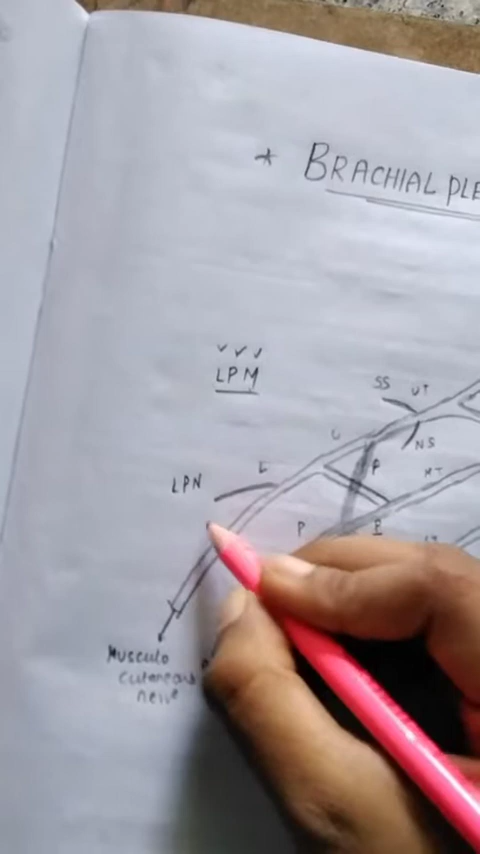 * BRACHIAL PLE
LPM
SS UT
NS
L
P
MT
LPN
P P
Musculo
cutaneous
nerve